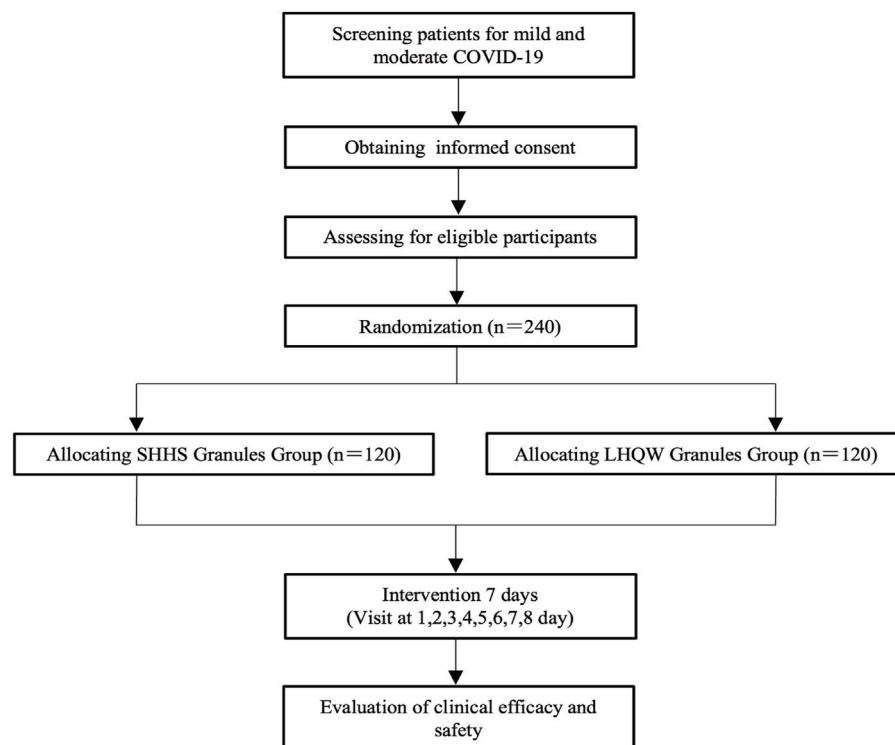 Screening patients for mild and
moderate COVID-19
Obtaining informed consent
Assessing for eligible participants
Randomization (n＝240)
Allocating SHHS Granules Group (n＝120)
Allocating LHQW Granules Group (n＝120)
Intervention 7 days
(Visit at 1,2,3,4,5,6,7,8 day)
Evaluation of clinical efficacy and
safety